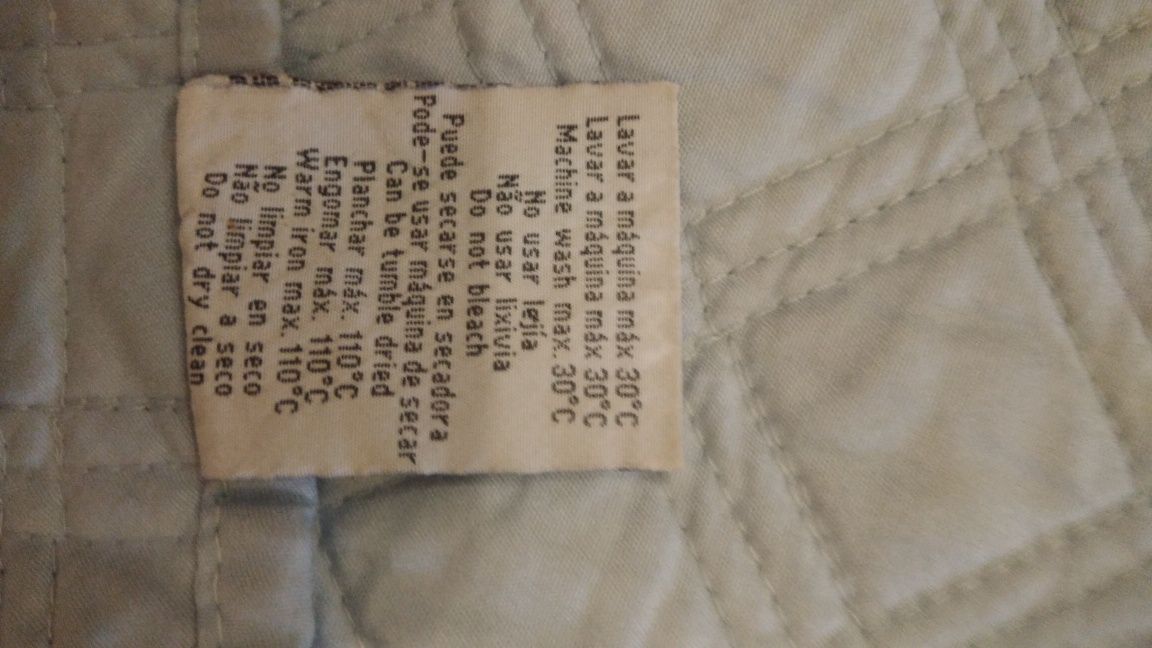 Lavar a máquina máx 30°C
Lavar a máquina máx 30°C
Machine wash max. 30°C
No usar lejía
Não usar lixivia
Do not bleach
Puede secarse en secadora
Pode-se usar máquina de secar
Can be tumble dried
Planchar máx. 110°C
Engomar máx. 110°C
Warm iron max. 110°C
No limpiar en seco
Não limpiar a seco
Do not dry clean